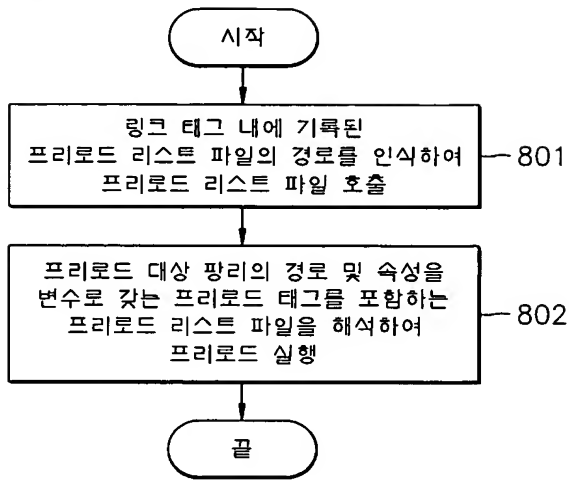 시작
링크 태그 내에 기록된
프리로드 리스트 파일의 경로를 인식하여
프리로드 리스트 파일 호출
801
프리로드 대상 팡리의 경로 및 속성을
변수로 갖는 프리로드 태그를 포함하는
프리로드 리스트 파일을 해석하여
프리로드 실행
802
끝